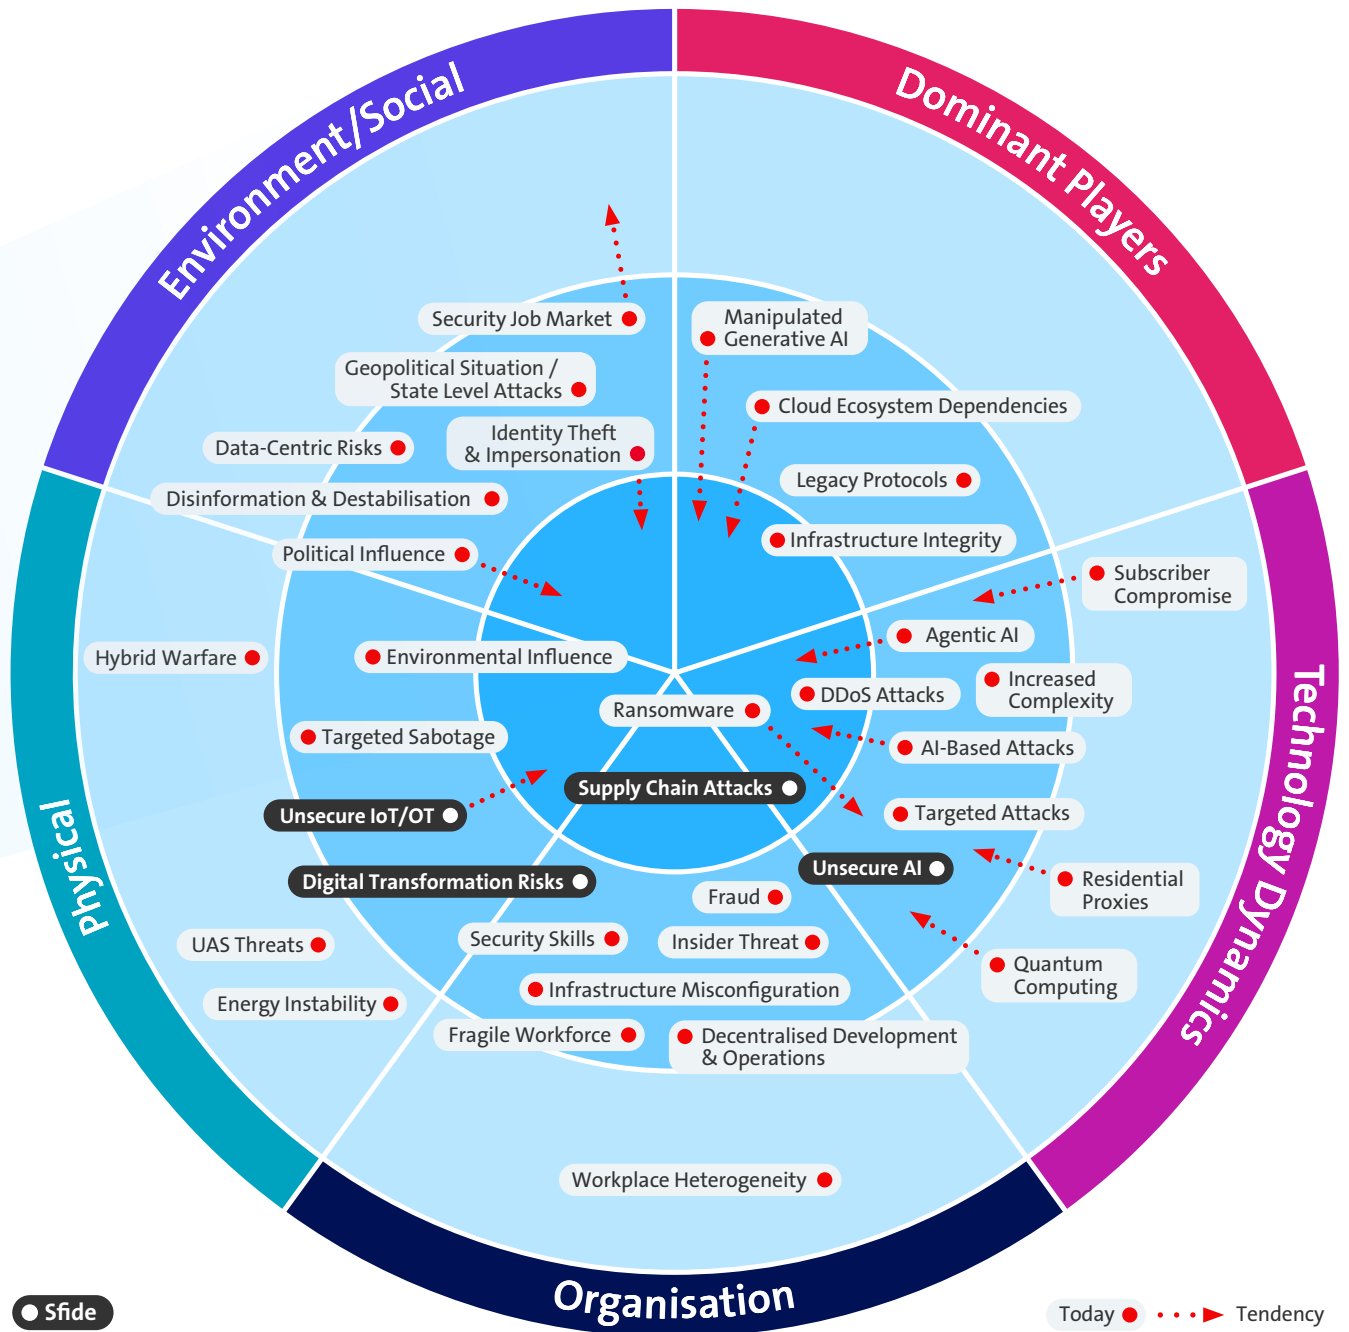 Environment/Social
Dominant Players
Security Job Market
Manipulated
Generative AI
Geopolitical Situation /
State Level Attacks
Cloud Ecosystem Dependencies
Data-Centric Risks
Identity Theft
& Impersonation
Legacy Protocols
Disinformation & Destabilisation
Infrastructure Integrity
Political Influence
Subscriber
Compromise
Agentic AI
Hybrid Warfare
Environmental Influence
Increased
Complexity
DDoS Attacks
Ransomware
Targeted Sabotage
AI-Based Attacks
Supply Chain Attacks
Unsecure IoT/OT
Targeted Attacks
Technology Dynamics
Physical
Unsecure AI
Digital Transformation Risks
Residential
Proxies
Fraud
UAS Threats
Security Skills
Insider Threat
Quantum
Computing
Infrastructure Misconfiguration
Energy Instability
Fragile Workforce
Decentralised Development
& Operations
Workplace Heterogeneity
Organisation
Sfide
Today
Tendency